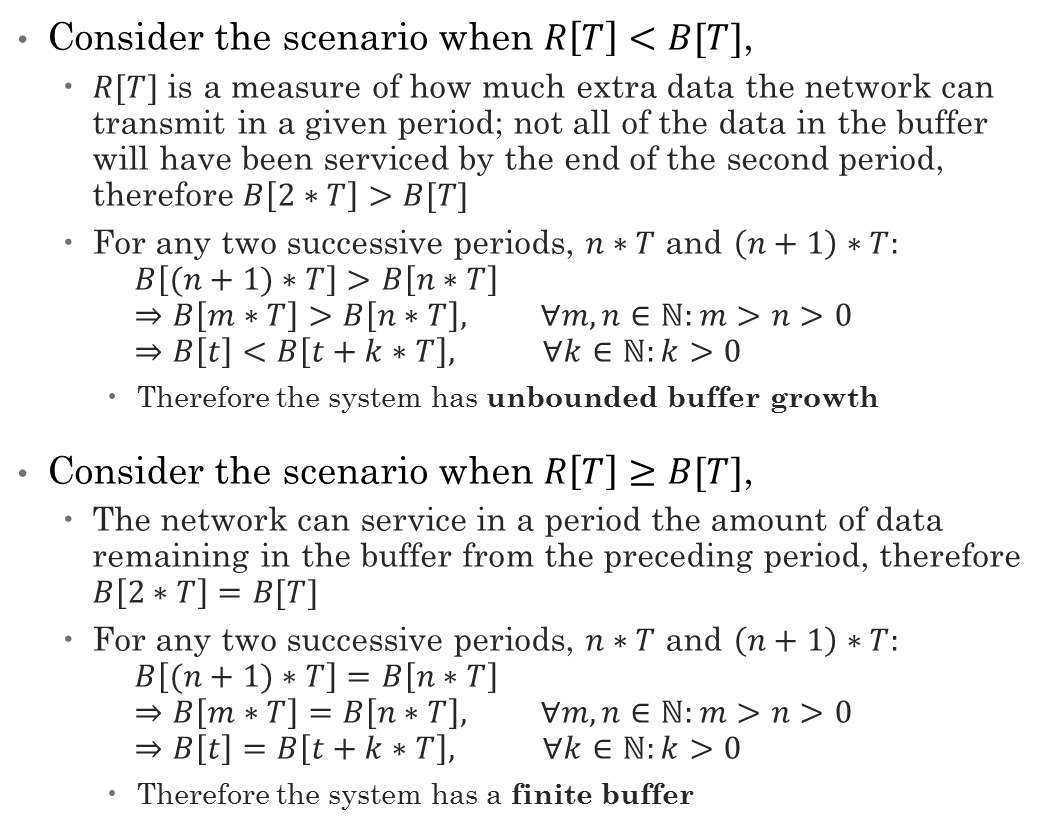 • Consider the scenario when R[T] < B[T],
• R[T] is a measure of how much extra data the network can
transmit in a given period; not all of the data in the buffer
will have been serviced by the end of the second period,
therefore B[2 ∗ T] > B[T]
• For any two successive periods, n ∗ T and (n + 1) ∗ T:
B[(n + 1) ∗ T] > B[n ∗ T]
⇒ B[m ∗ T] > B[n ∗ T], ∀m, n ∈ ℕ: m > n > 0
⇒ B[t] < B[t + k ∗ T], ∀k ∈ ℕ: k > 0
• Therefore the system has unbounded buffer growth
• Consider the scenario when R[T] ≥ B[T],
• The network can service in a period the amount of data
remaining in the buffer from the preceding period, therefore
B[2 ∗ T] = B[T]
• For any two successive periods, n ∗ T and (n + 1) ∗ T:
B[(n + 1) ∗ T] = B[n ∗ T]
⇒ B[m ∗ T] = B[n ∗ T], ∀m, n ∈ ℕ: m > n > 0
⇒ B[t] = B[t + k ∗ T], ∀k ∈ ℕ: k > 0
• Therefore the system has a finite buffer